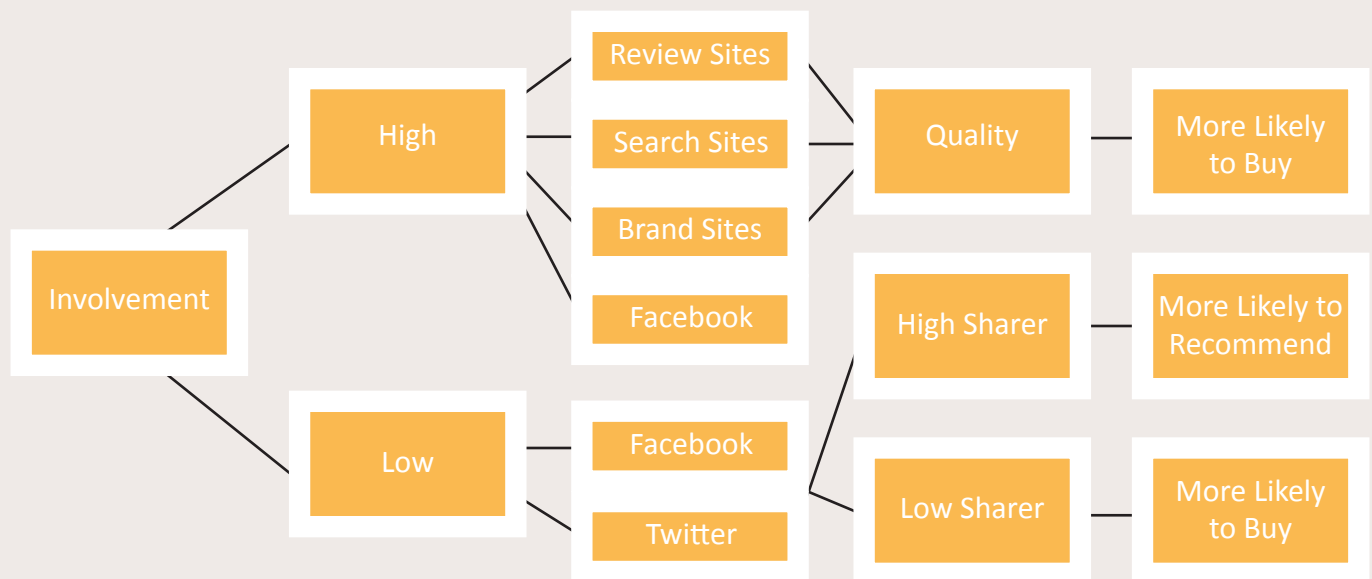 Involvement
High
Low
Review Sites
Search Sites
Brand Sites
Facebook
Facebook
Twitter
Quality
High Sharer
Low Sharer
More Likely
to Buy
More Likely to
Recommend
More Likely
to Buy